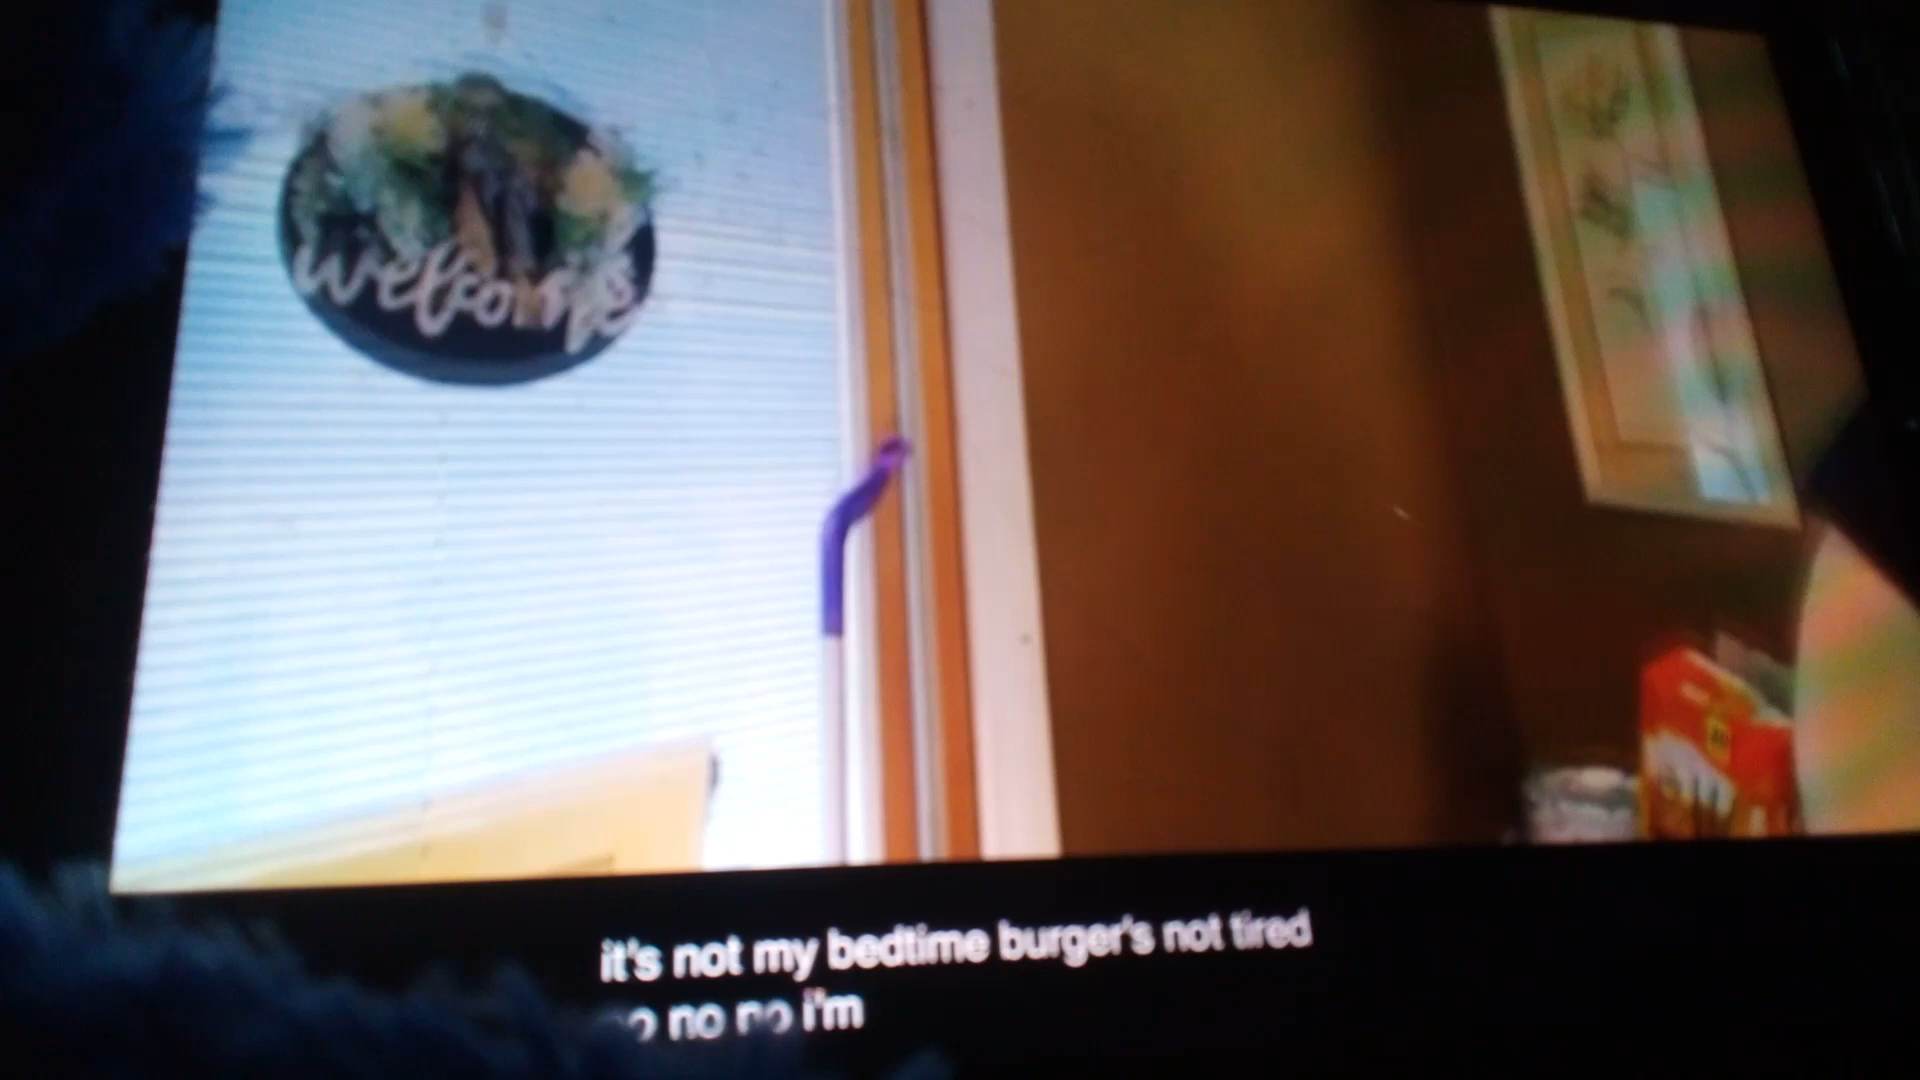 welcome
it's not my bedtime burger's not tired
no no i'm